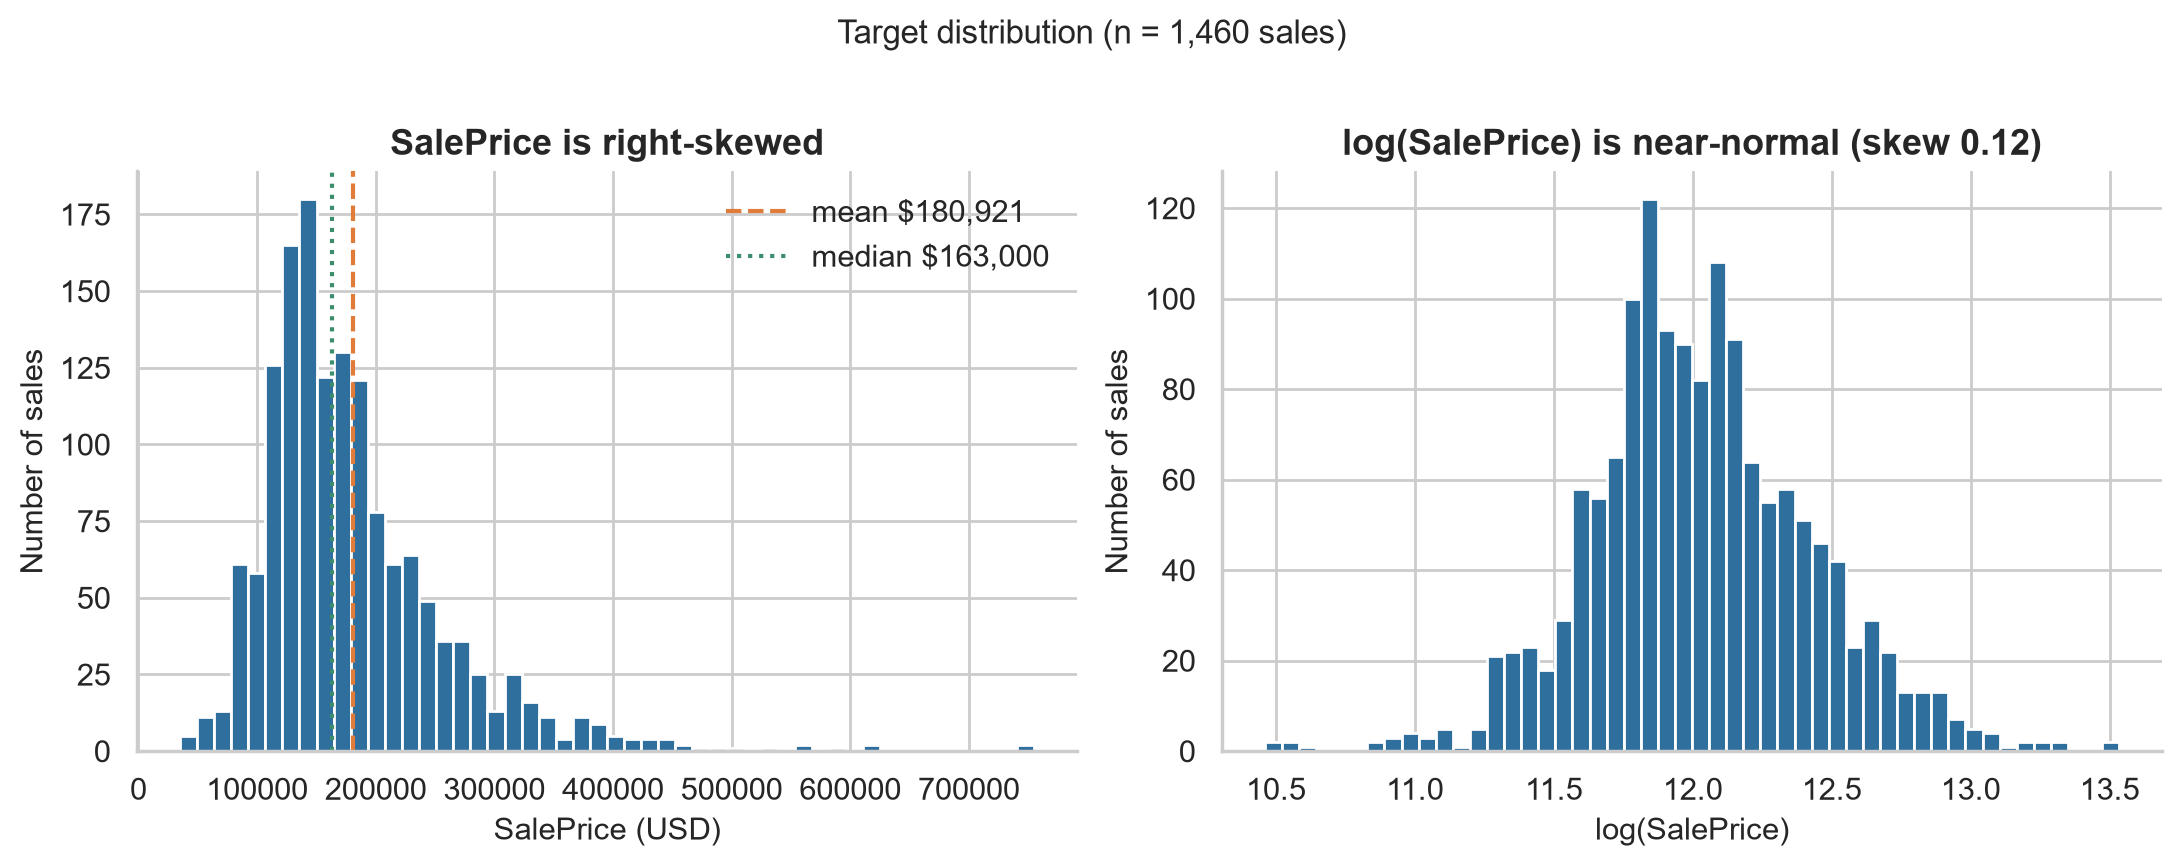 Target distribution (n = 1,460 sales)
SalePrice is right-skewed
mean $180,921
median $163,000
Number of sales
175
150
125
100
75
50
25
0
0 100000 200000 300000 400000 500000 600000 700000
SalePrice (USD)
log(SalePrice) is near-normal (skew 0.12)
Number of sales
120
100
80
60
40
20
0
10.5 11.0 11.5 12.0 12.5 13.0 13.5
log(SalePrice)